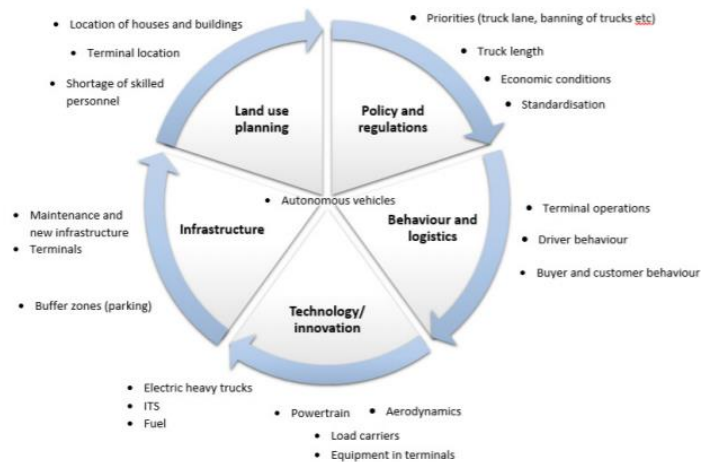 • Location of houses and buildings
• Terminal location
• Shortage of skilled
personnel
• Priorities (truck lane, banning of trucks etc)
• Truck length
• Economic conditions
• Standardisation
Land use
planning
Policy and
regulations
• Autonomous vehicles
Infrastructure
Behaviour and
logistics
Technology/
innovation
• Maintenance and
new infrastructure
• Terminals
• Buffer zones (parking)
• Terminal operations
• Driver behaviour
• Buyer and customer behaviour
• Electric heavy trucks
• ITS
• Fuel
• Powertrain
• Aerodynamics
• Load carriers
• Equipment in terminals